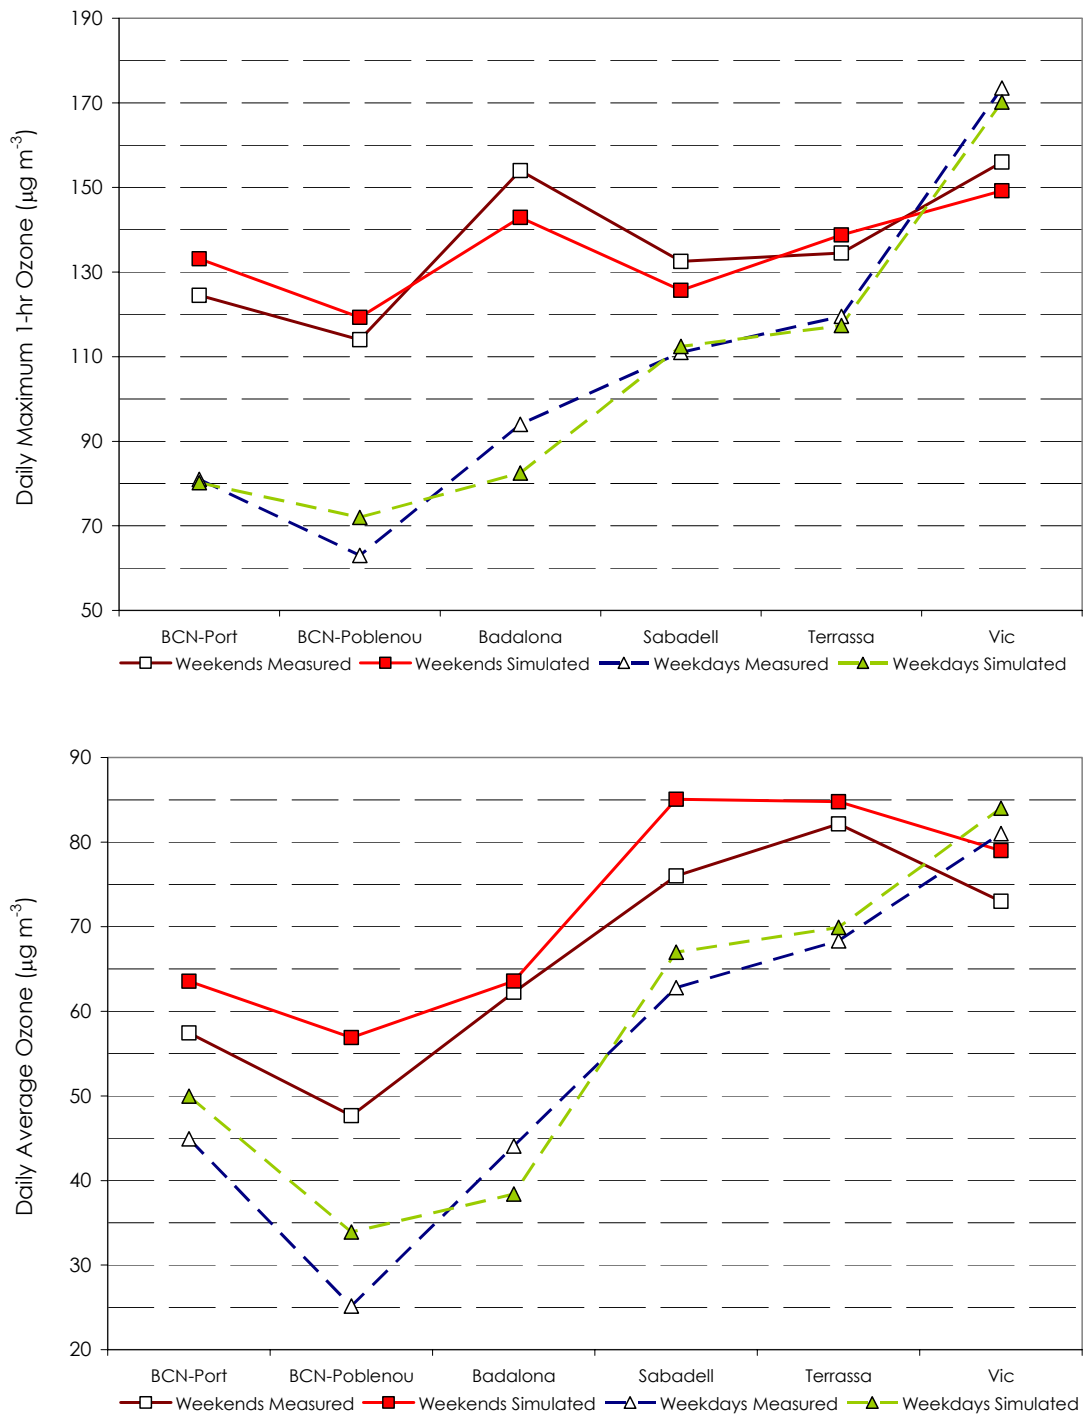 190
170
150
130
110
90
70
50
Daily Maximum 1-hr Ozone (µg m-3)
BCN-Port BCN-Poblenou Badalona Sabadell Terrassa Vic
Weekends Measured Weekends Simulated Weekdays Measured Weekdays Simulated
90
80
70
60
50
40
30
20
Daily Average Ozone (µg m-3)
BCN-Port BCN-Poblenou Badalona Sabadell Terrassa Vic
Weekends Measured Weekends Simulated Weekdays Measured Weekdays Simulated